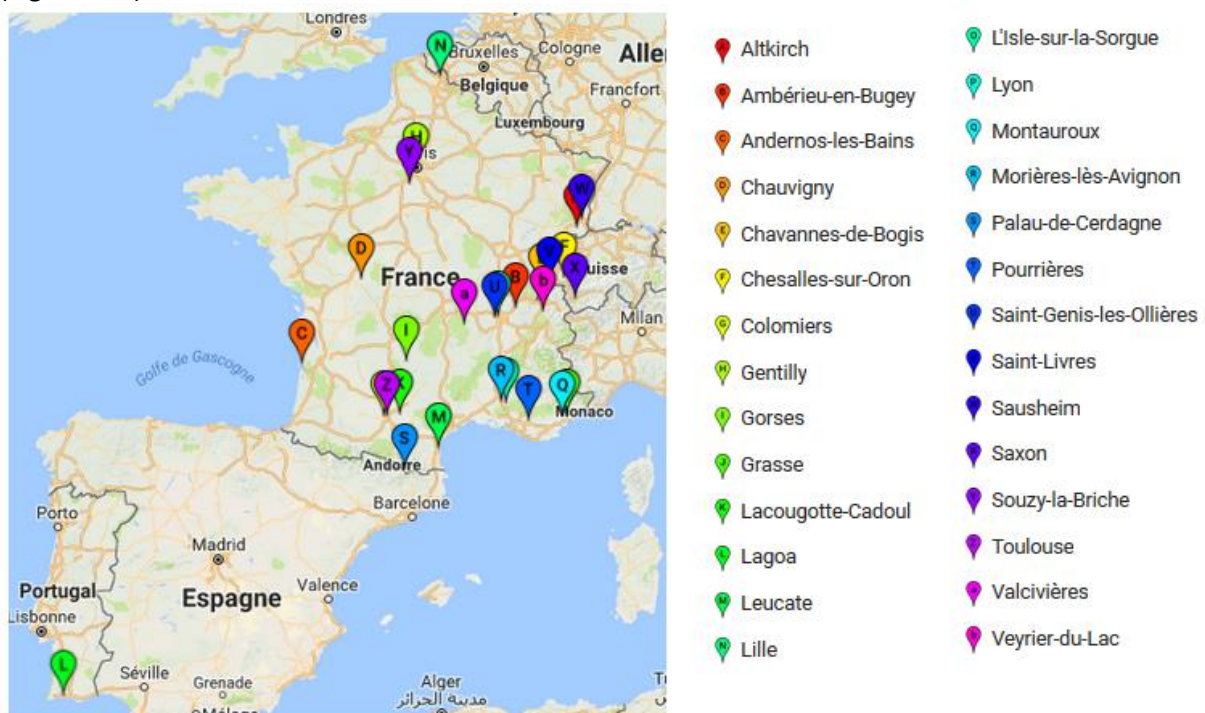 Londres
N
Bruxelles
Cologne
Belgique
Francfort
Luxembourg
H
Y
W
D
France
F
V
X
B
b
a
U
Milan
C
I
Golfe de Gascogne
R
Z
K
T
Q
Monaco
M
S
Andorre
Barcelone
Porto
Madrid
Valence
Portugal
Espagne
Lisbonne
L
Séville
Grenade
Alger
مدينة الجزائر
A Altkirch
B Ambérieu-en-Bugey
C Andernos-les-Bains
D Chauvigny
E Chavannes-de-Bogis
F Chesalles-sur-Oron
G Colomiers
H Gentilly
I Gorses
J Grasse
K Lacougotte-Cadoul
L Lagoa
M Leucate
N Lille
O L'Isle-sur-la-Sorgue
P Lyon
Q Montauroux
R Morières-lès-Avignon
S Palau-de-Cerdagne
T Pourrières
U Saint-Genis-les-Ollières
V Saint-Livres
W Sausheim
X Saxon
Y Souzy-la-Briche
Z Toulouse
a Valcivières
b Veyrier-du-Lac